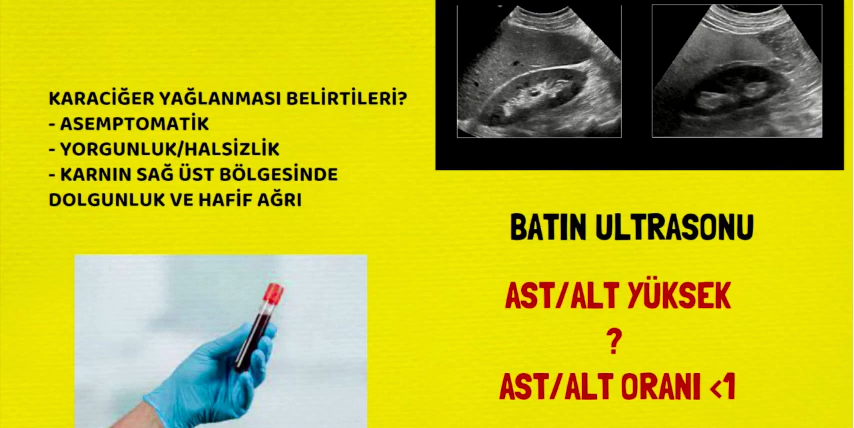 KARACİĞER YAĞLANMASI BELİRTİLERİ?
- ASEMPTOMATİK
- YORGUNLUK/HALSİZLİK
- KARNIN SAĞ ÜST BÖLGESİNDE
DOLGUNLUK VE HAFİF AĞRI
BATIN ULTRASONU
AST/ALT YÜKSEK
?
AST/ALT ORANI <1